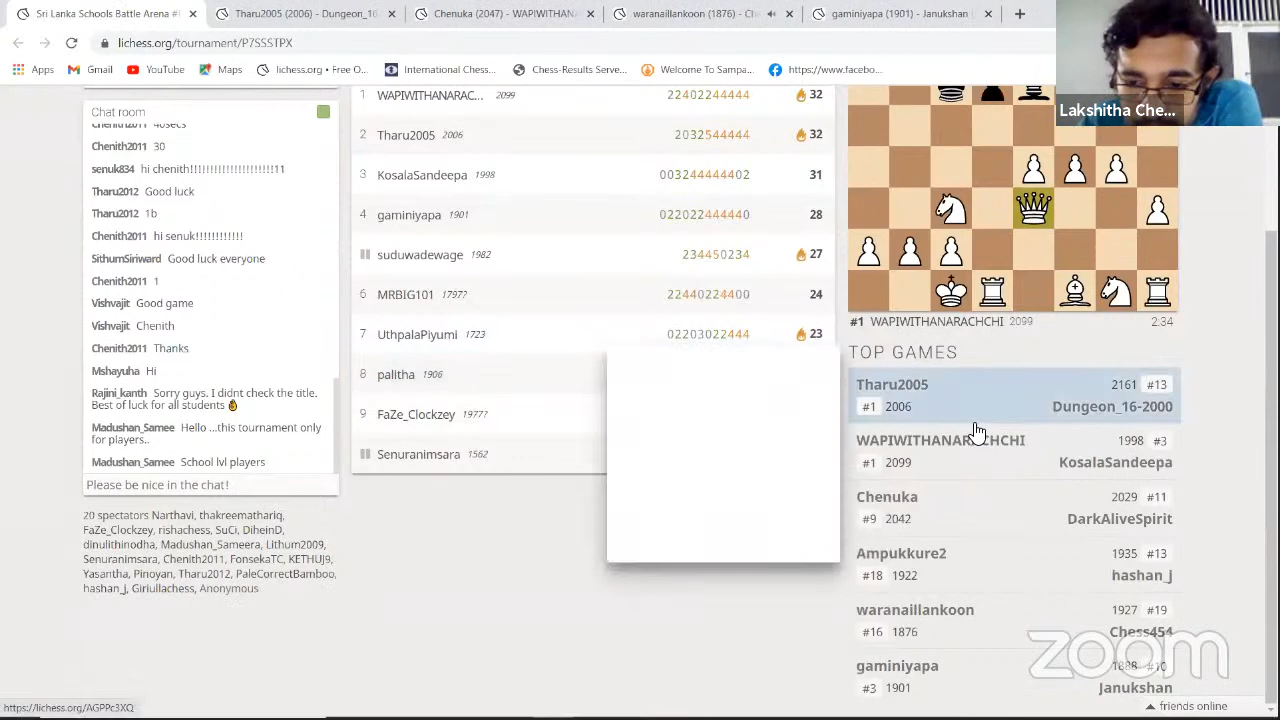 Sri Lanka Schools Battle Arena #
Tharu2005 (2006) - Dungeon_16
Chenuka (2047) - WAPIWITHANA
waranaillankoon (1876) - Ch
gaminiyapa (1901) - Janukshan
lichess.org/tournament/P7SSSTPX
Apps
Gmail
YouTube
Maps
lichess.org • Free O...
International Chess...
Chess-Results Serve...
Welcome To Sampa...
https://www.facebo...
Lakshitha Che...
Chat room
Chenith2011 40secs
Chenith2011 30
senuk834 hi chenith!!!!!!!!!!!!!!!!!!!!!!!11
Tharu2012 Good luck
Tharu2012 1b
Chenith2011 hi senuk!!!!!!!!!!!!
SithumSiriward Good luck everyone
Chenith2011 1
Vishvajit Good game
Vishvajit Chenith
Chenith2011 Thanks
Mshayuha Hi
Rajini_kanth Sorry guys. I didnt check the title.
Best of luck for all students
Madushan_Samee Hello ...this tournament only
for players..
Madushan_Samee School lvl players
Please be nice in the chat!
20 spectators Narthavi, thakreemathariq,
FaZe_Clockzey, rishachess, SuCi, DiheinD,
dinulithinodha, Madushan_Sameera, Lithum2009,
Senuranimsara, Chenith2011, FonsekaTC, KETHUJ9,
Yasantha, Pinoyan, Tharu2012, PaleCorrectBamboo,
hashan_j, Giriullachess, Anonymous
1 WAPIWITHANARAC... 2099 22402244444 32
2 Tharu2005 2006 2032544444 32
3 KosalaSandeepa 1998 003244444402 31
4 gaminiyapa 1901 022022444440 28
suduwadewage 1982 234450234 27
6 MRBIG101 1797? 22440224400 24
7 UthpalaPiyumi 1723 02203022444 23
8 palitha 1906
9 FaZe_Clockzey 1977?
Senuranimsara 1562
#1 WAPIWITHANARACHCHI 2099 2:34
TOP GAMES
Tharu2005 2161 #13
#1 2006 Dungeon_16-2000
WAPIWITHANARACHCHI 1998 #3
#1 2099 KosalaSandeepa
Chenuka 2029 #11
#9 2042 DarkAliveSpirit
Ampukkure2 1935 #13
#18 1922 hashan_j
waranaillankoon 1927 #19
#16 1876 Chess454
gaminiyapa 1888 #10
#3 1901 Janukshan
zoom
friends online
https://lichess.org/AGPPc3XQ